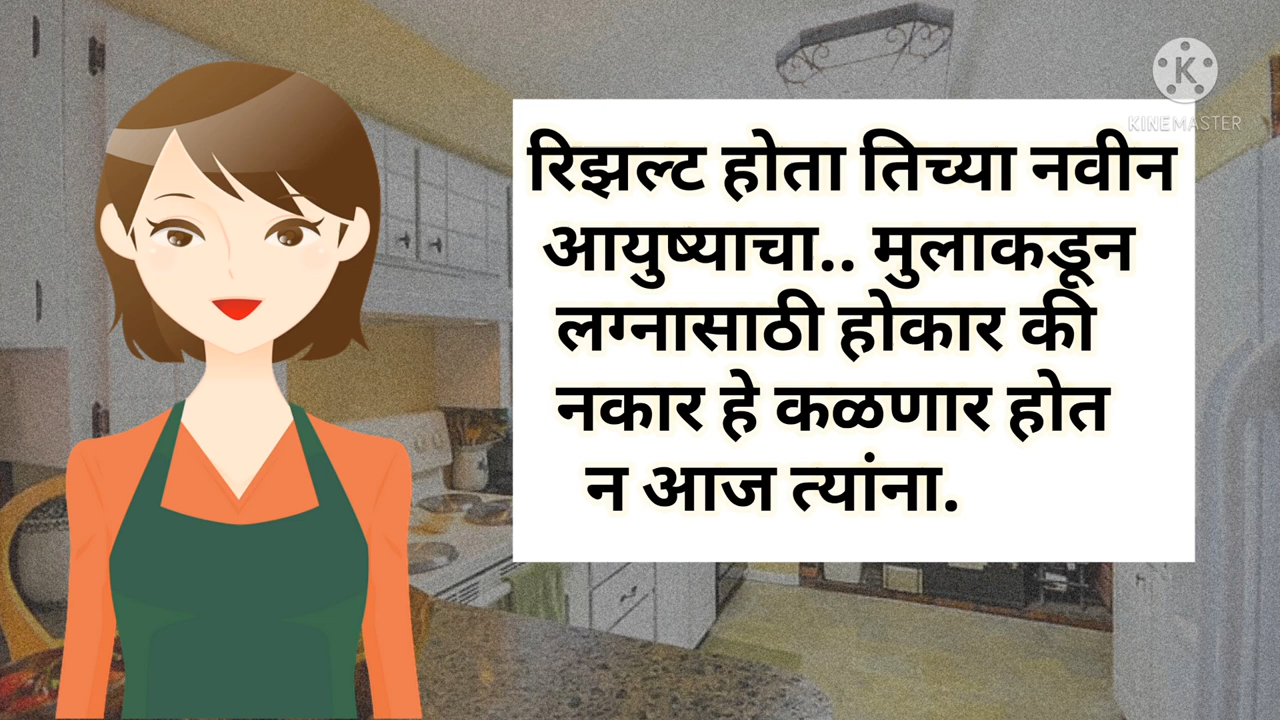 रिझल्ट होता तिच्या नवीन
आयुष्याचा.. मुलाकडून
लग्नासाठी होकार की
नकार हे कळणार होत
न आज त्यांना.
K
KINEMASTER